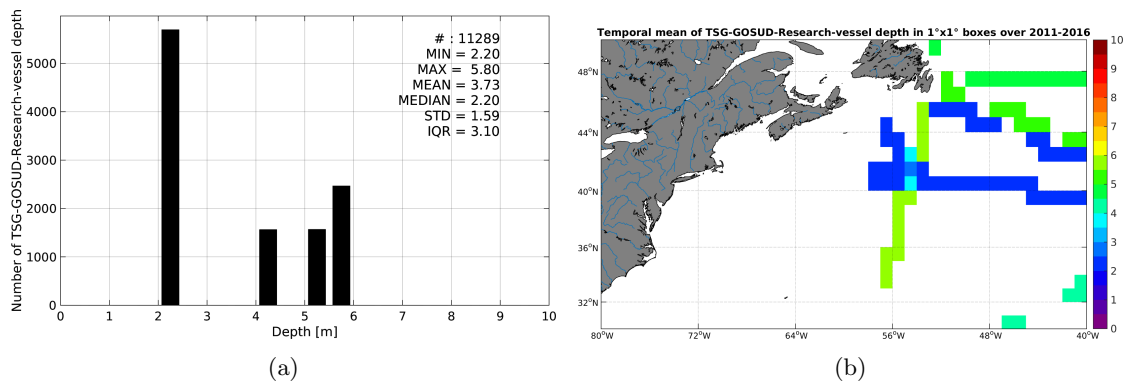 Number of TSG-GOSUD-Research-vessel depth
5000
4000
3000
2000
1000
0
0 1 2 3 4 5 6 7 8 9 10
Depth [m]
# : 11289
MIN = 2.20
MAX = 5.80
MEAN = 3.73
MEDIAN = 2.20
STD = 1.59
IQR = 3.10
(a)
Temporal mean of TSG-GOSUD-Research-vessel depth in 1°x1° boxes over 2011-2016
48°N
44°N
40°N
36°N
32°N
80°W 72°W 64°W 56°W 48°W 40°W
10
9
8
7
6
5
4
3
2
1
0
(b)